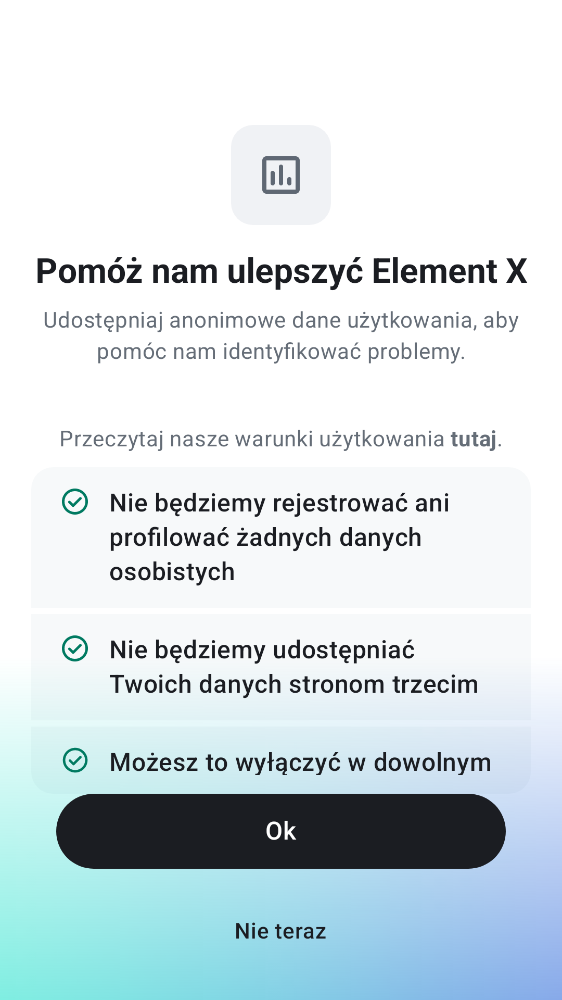 Pomóż nam ulepszyć Element X
Udostępniaj anonimowe dane użytkowania, aby
pomóc nam identyfikować problemy.
Przeczytaj nasze warunki użytkowania tutaj.
Nie będziemy rejestrować ani
profilować żadnych danych
osobistych
Nie będziemy udostępniać
Twoich danych stronom trzecim
Możesz to wyłączyć w dowolnym
Ok
Nie teraz